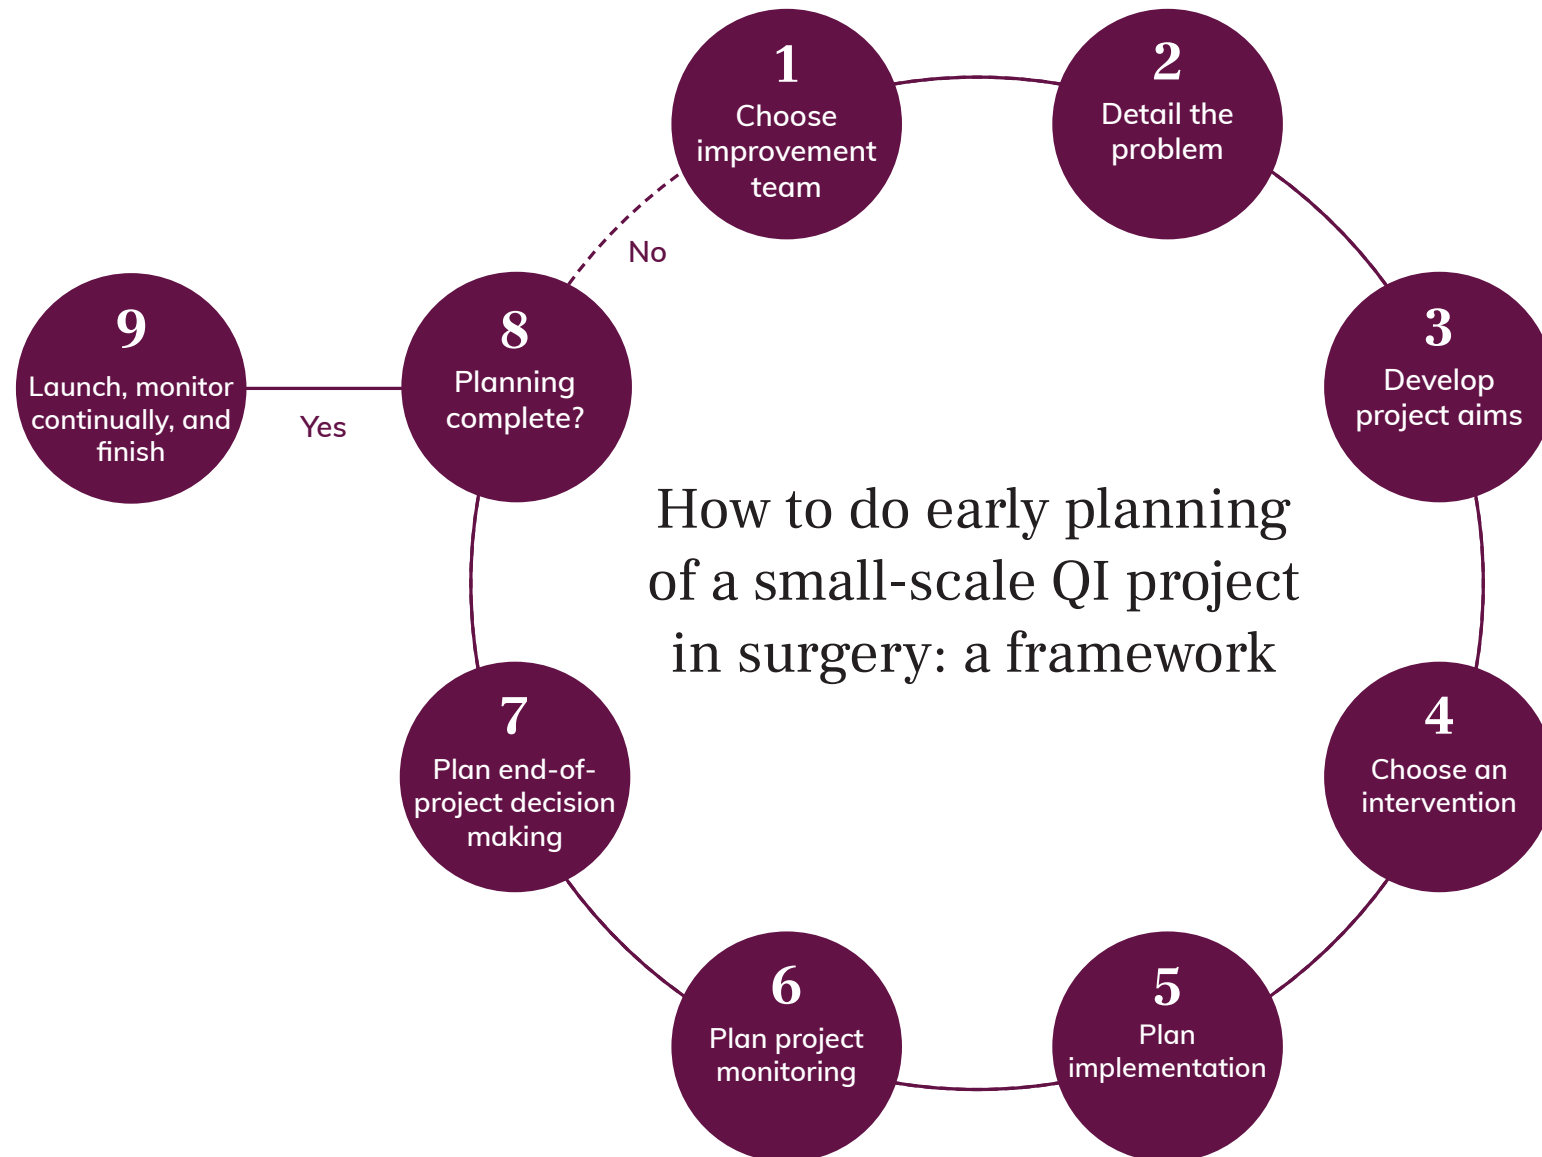 1
Choose
improvement
team
2
Detail the
problem
3
Develop
project aims
4
Choose an
intervention
5
Plan
implementation
6
Plan project
monitoring
7
Plan end-of-
project decision
making
8
Planning
complete?
No
Yes
9
Launch, monitor
continually, and
finish
How to do early planning
of a small-scale QI project
in surgery: a framework